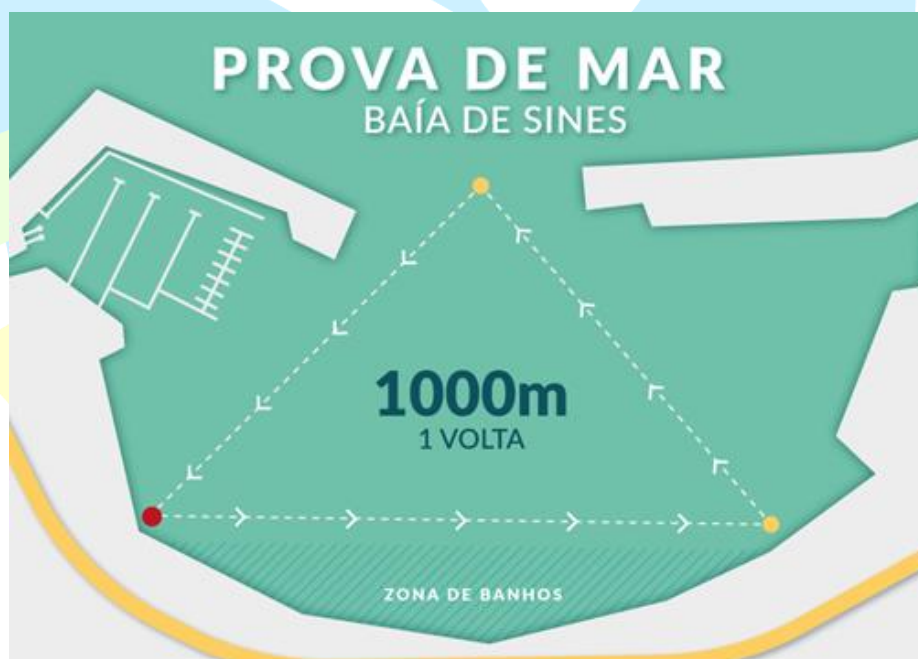 PROVA DE MAR
BAÍA DE SINES
1000m
1 VOLTA
ZONA DE BANHOS